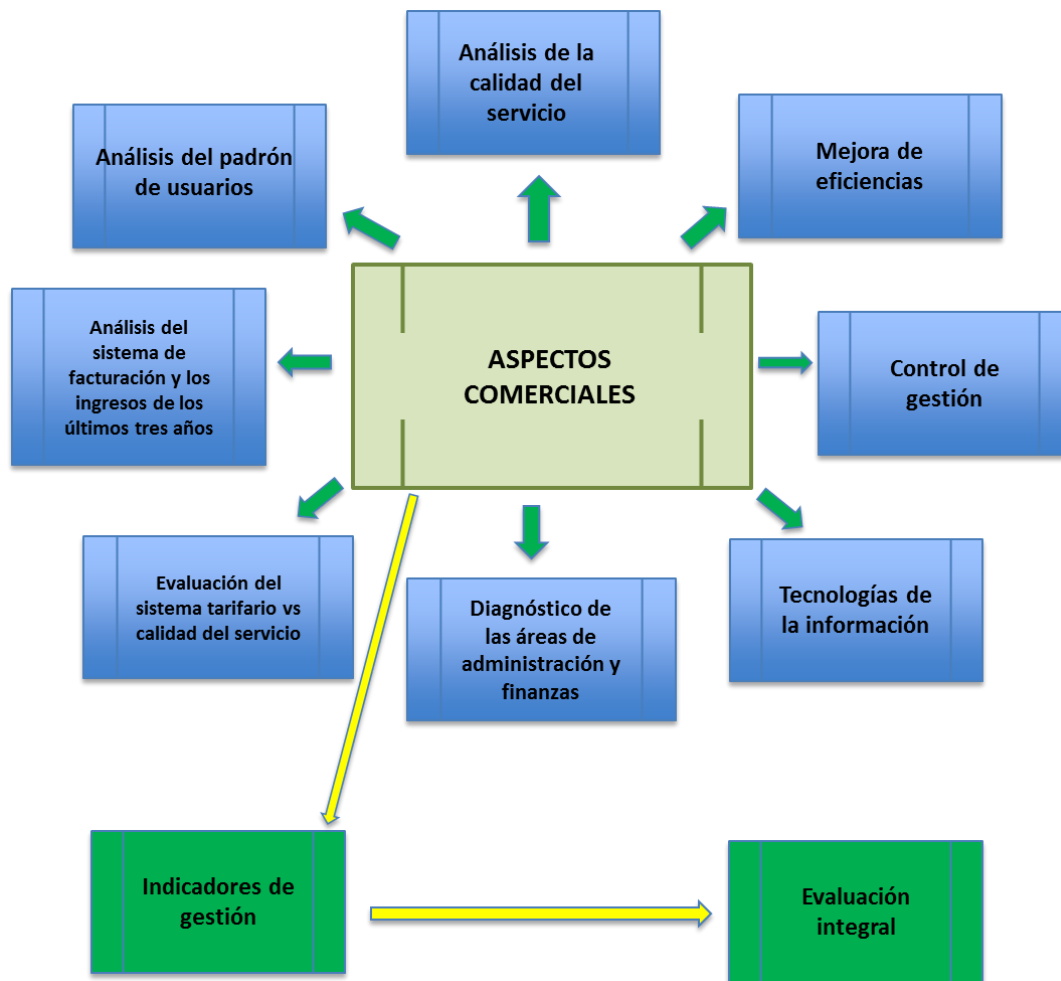 Análisis de la
calidad del
servicio
Análisis del padrón
de usuarios
Mejora de
eficiencias
Análisis del
sistema de
facturación y los
ingresos de los
últimos tres años
ASPECTOS
COMERCIALES
Control de
gestión
Evaluación del
sistema tarifario vs
calidad del servicio
Diagnóstico de
las áreas de
administración y
finanzas
Tecnologías de
la información
Indicadores de
gestión
Evaluación
integral